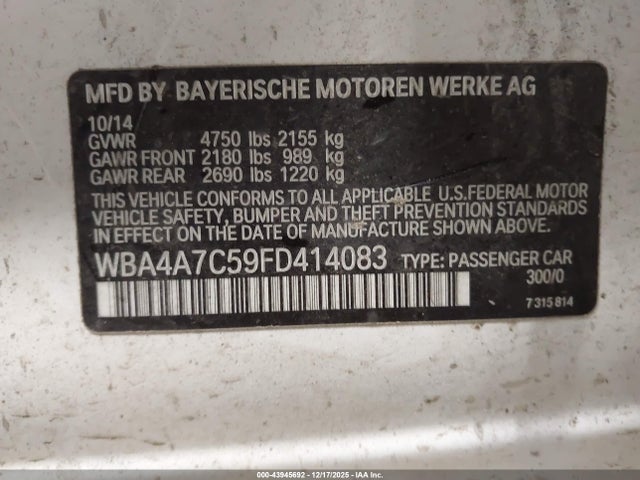 MFD BY BAYERISCHE MOTOREN WERKE AG
10/14
GVWR 4750 lbs 2155 kg
GAWR FRONT 2180 lbs 989 kg
GAWR REAR 2690 lbs 1220 kg
THIS VEHICLE CONFORMS TO ALL APPLICABLE U.S.FEDERAL MOTOR
VEHICLE SAFETY, BUMPER AND THEFT PREVENTION STANDARDS
IN EFFECT ON THE DATE OF MANUFACTURE SHOWN ABOVE.
WBA4A7C59FD414083 TYPE: PASSENGER CAR
300/0
7 315 814
000-43945692 - 12/17/2025 - IAA Inc.